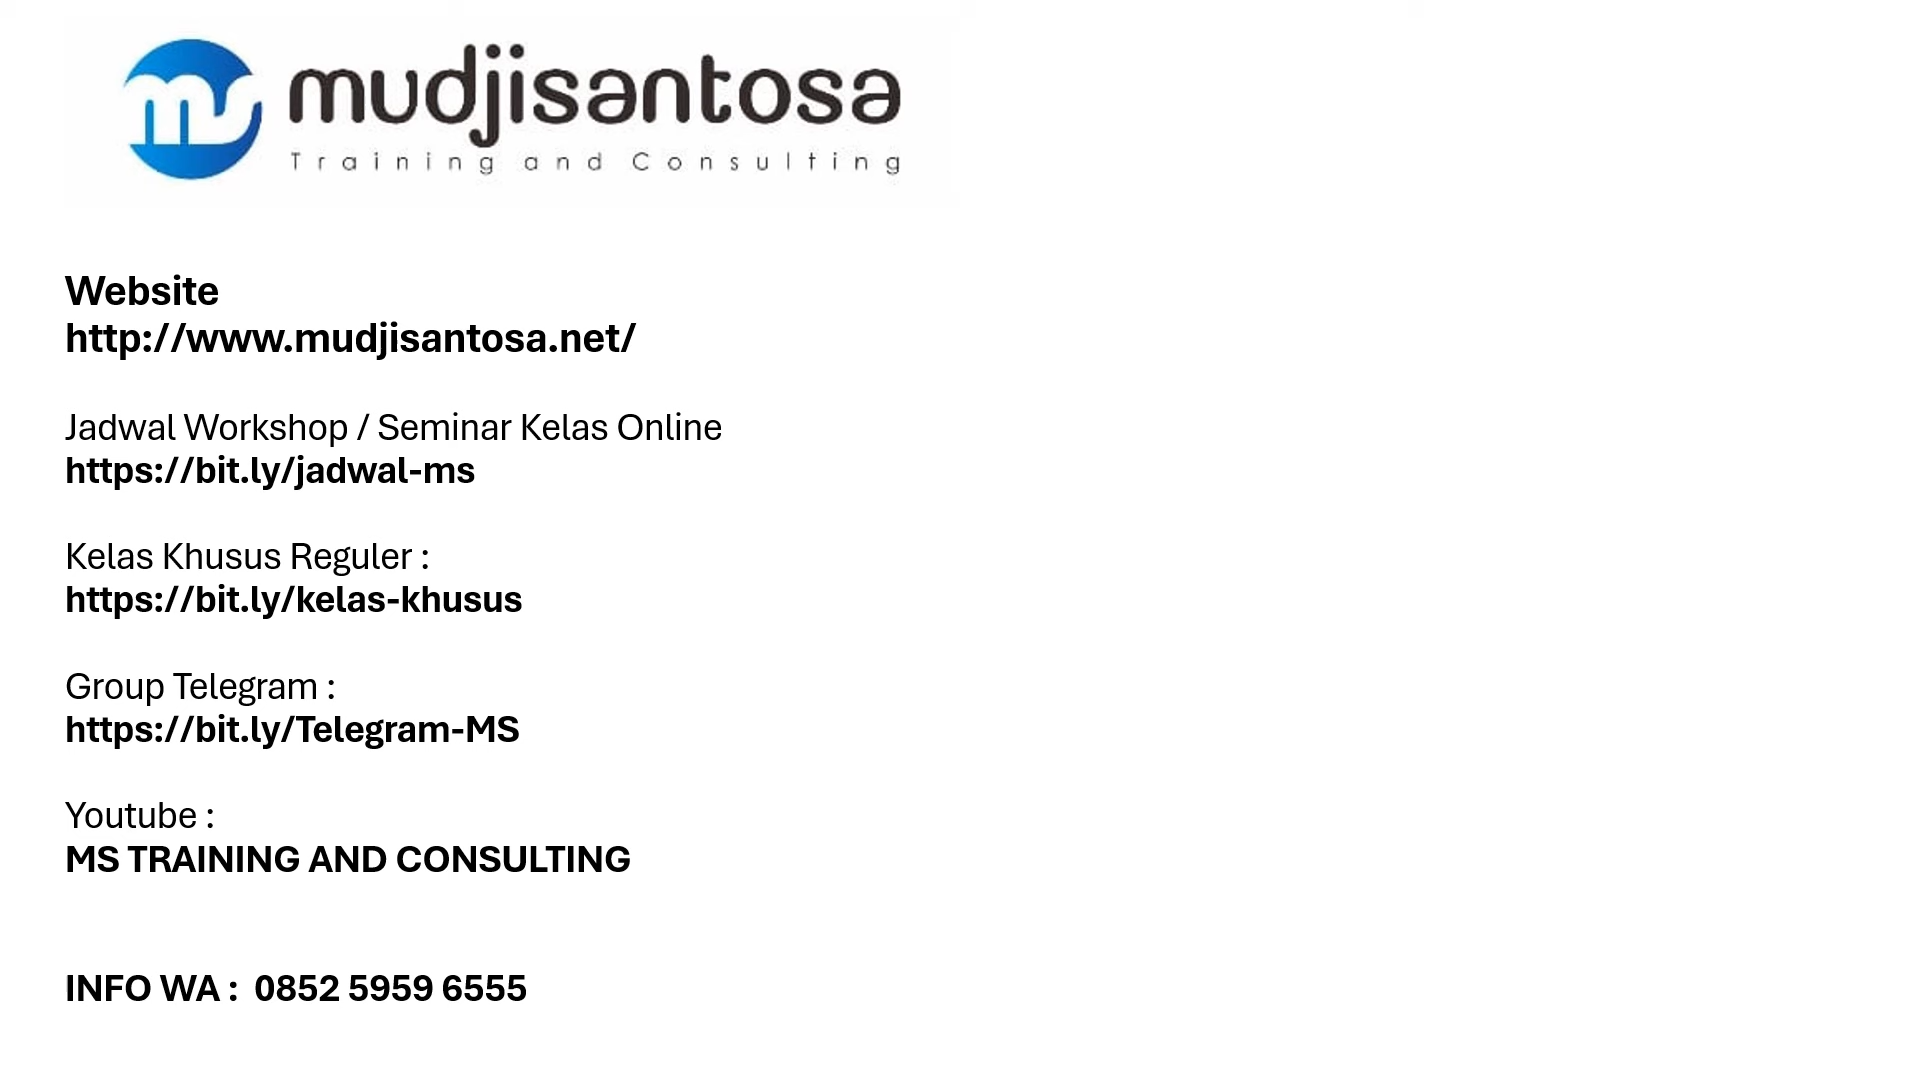 mudjisantosa
Training and Consulting
Website
http://www.mudjisantosa.net/
Jadwal Workshop / Seminar Kelas Online
https://bit.ly/jadwal-ms
Kelas Khusus Reguler :
https://bit.ly/kelas-khusus
Group Telegram :
https://bit.ly/Telegram-MS
Youtube :
MS TRAINING AND CONSULTING
INFO WA :  0852 5959 6555